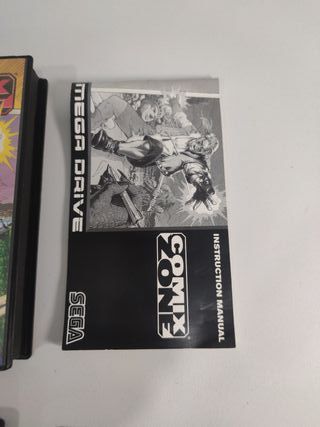 MEGA DRIVE
INSTRUCTION MANUAL
COMIX
ZONE
SEGA